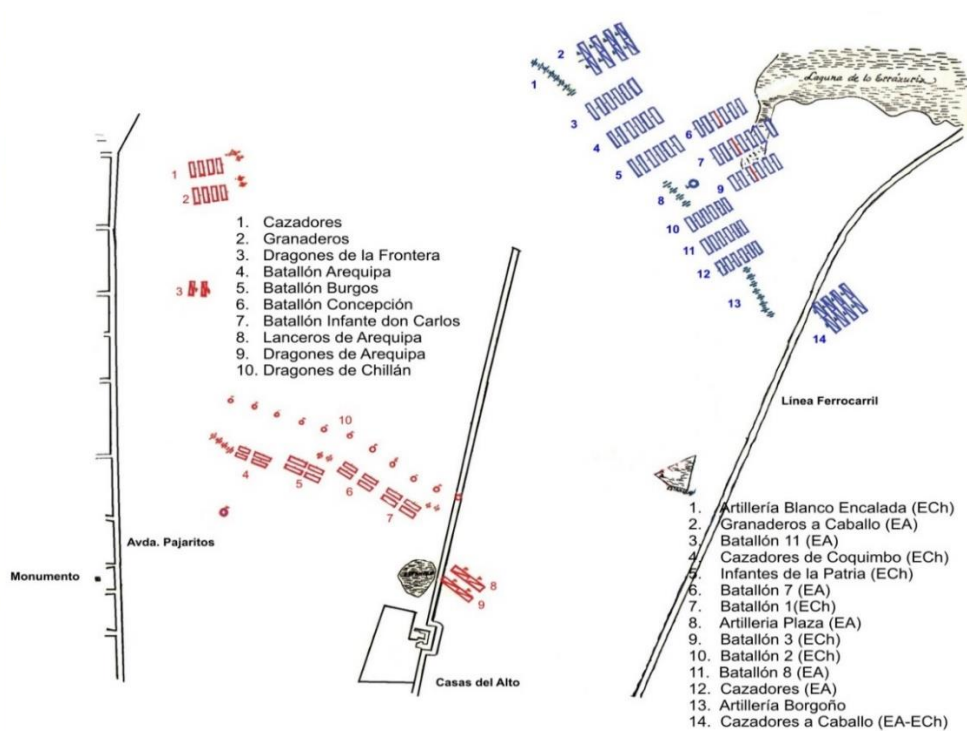 2
1
3
4
5
6
7
8
9
10
11
12
13
14
Laguna de lo Errázuriz
1
2
3
1. Cazadores
2. Granaderos
3. Dragones de la Frontera
4. Batallón Arequipa
5. Batallón Burgos
6. Batallón Concepción
7. Batallón Infante don Carlos
8. Lanceros de Arequipa
9. Dragones de Arequipa
10. Dragones de Chillán
Línea Ferrocarril
10
4
5
6
7
8
9
Avda. Pajaritos
Monumento
Casas del Alto
1. Artillería Blanco Encalada (ECh)
2. Granaderos a Caballo (EA)
3. Batallón 11 (EA)
4. Cazadores de Coquimbo (ECh)
5. Infantes de la Patria (ECh)
6. Batallón 7 (EA)
7. Batallón 1(ECh)
8. Artilleria Plaza (EA)
9. Batallón 3 (ECh)
10. Batallón 2 (ECh)
11. Batallón 8 (EA)
12. Cazadores (EA)
13. Artillería Borgoño
14. Cazadores a Caballo (EA-ECh)